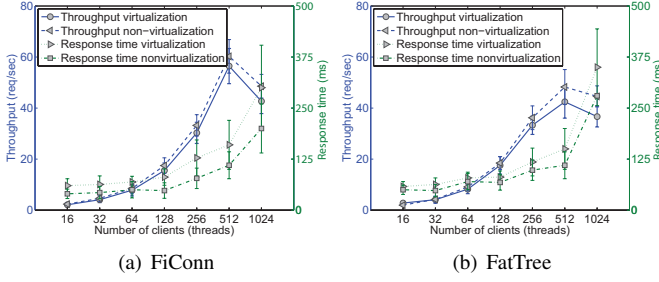 Throughput virtualization
Throughput non−virtualization
Response time virtualization
Response time nonvirtualization
80
60
40
20
0
Throughput (req/sec)
500
375
250
125
0
Response time (ms)
16 32 64 128 256 512 1024
Number of clients (threads)
(a) FiConn
Throughput virtualization
Throughput non−virtualization
Response time virtualization
Response time nonvirtualization
80
60
40
20
0
Throughput (req/sec)
500
375
250
125
0
Response time (ms)
16 32 64 128 256 512 1024
Number of clients (threads)
(b) FatTree